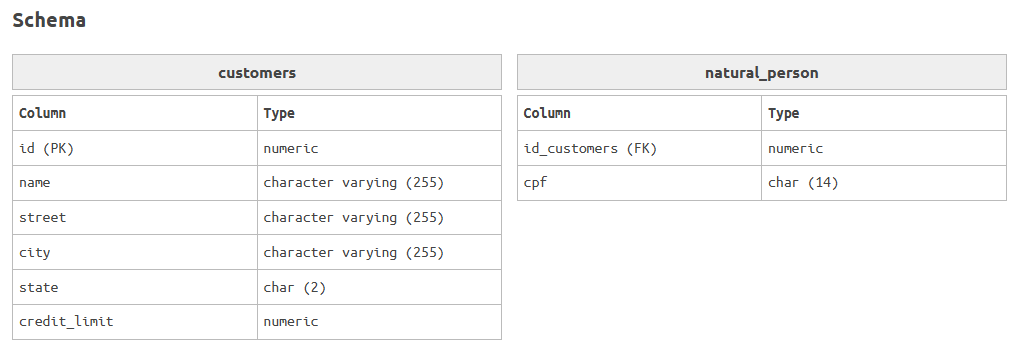 Schema
customers
Column Type
id (PK) numeric
name character varying (255)
street character varying (255)
city character varying (255)
state char (2)
credit_limit numeric
natural_person
Column Type
id_customers (FK) numeric
cpf char (14)